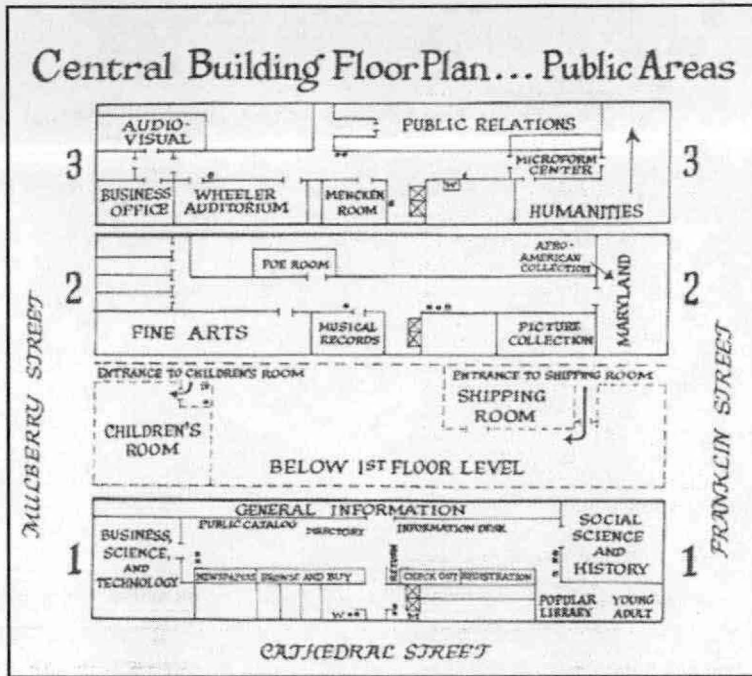 Central Building Floor Plan... Public Areas
3
AUDIO-
VISUAL
PUBLIC RELATIONS
3
MICROFORM
CENTER
BUSINESS
OFFICE
WHEELER
AUDITORIUM
MENCKEN
ROOM
W
HUMANITIES
2
POE ROOM
AFRO-
AMERICAN
COLLECTION
MARYLAND
2
FINE ARTS
MUSICAL
RECORDS
PICTURE
COLLECTION
MULBERRY STREET
FRANKLIN STREET
ENTRANCE TO CHILDREN'S ROOM
ENTRANCE TO SHIPPING ROOM
SHIPPING
ROOM
CHILDREN'S
ROOM
BELOW 1ST FLOOR LEVEL
GENERAL INFORMATION
1
BUSINESS,
SCIENCE,
AND
TECHNOLOGY
PUBLIC CATALOG
DIRECTORY
INFORMATION DESK
SOCIAL
SCIENCE
AND
HISTORY
1
NEWSPAPERS
BROWSE AND BUY
RETURN
CHECK OUT
REGISTRATION
POPULAR
LIBRARY
YOUNG
ADULT
W
CATHEDRAL STREET